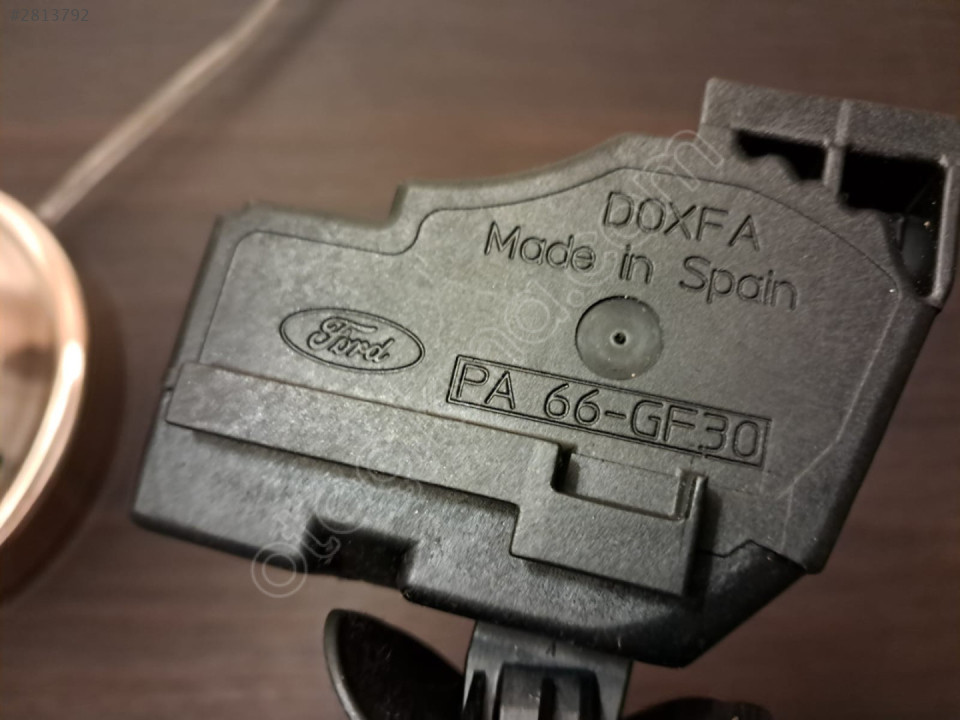 #2813792
DOXFA
Made in Spain
Ford
PA 66-GF30